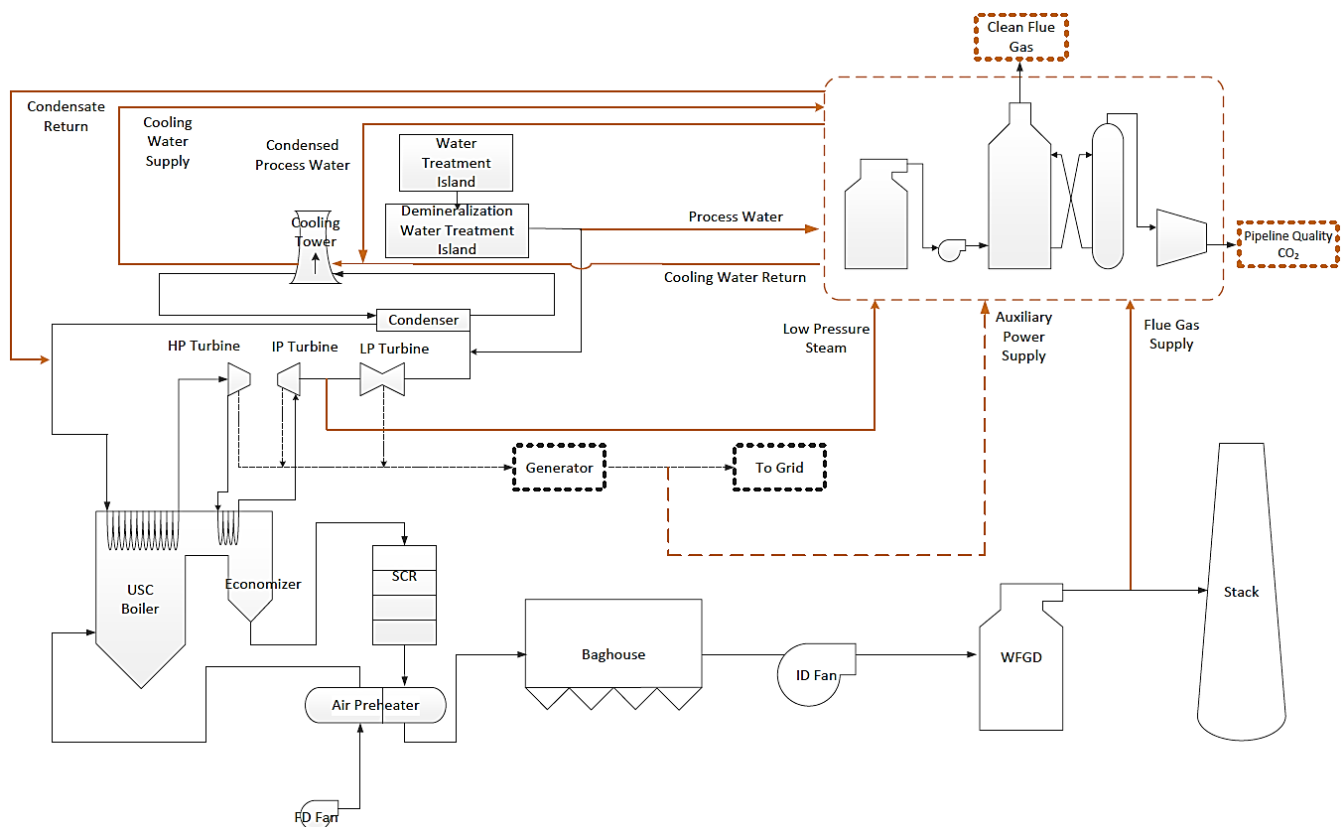 Clean Flue
Gas
Condensate
Return
Cooling
Water
Supply
Condensed
Process Water
Water
Treatment
Island
Demineralization
Water Treatment
Island
Process Water
Cooling
Tower
Cooling Water Return
Pipeline Quality
CO₂
Condenser
Low Pressure
Steam
Auxiliary
Power
Supply
Flue Gas
Supply
HP Turbine
IP Turbine
LP Turbine
Generator
To Grid
USC
Boiler
Economizer
SCR
Baghouse
ID Fan
WFGD
Stack
Air Preheater
FD Fan